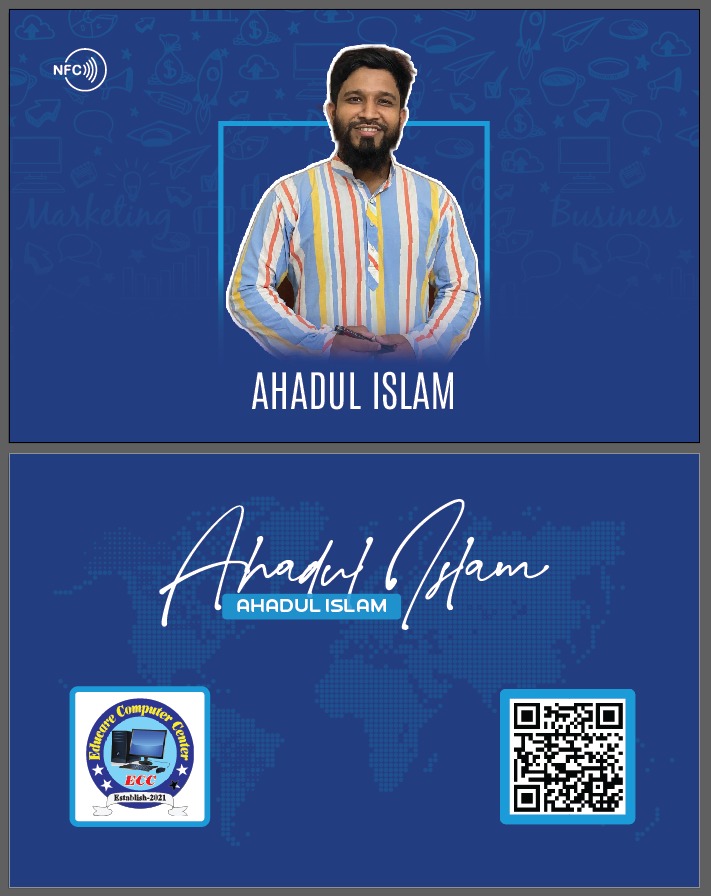 NFC
Marketing
Business
AHADUL ISLAM
Ahadul Islam
AHADUL ISLAM
Educare Computer Center
ECC
Establish-2021